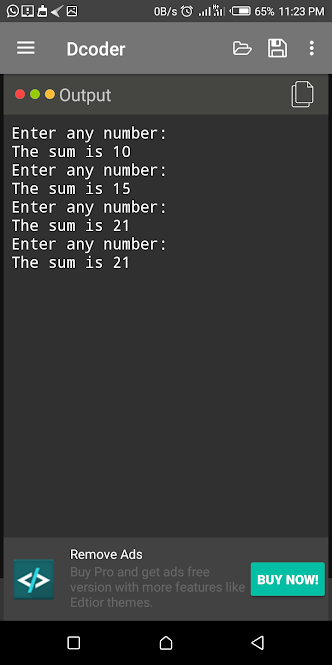 0B/s 65% 11:23 PM
Dcoder
Output
Enter any number:
The sum is 10
Enter any number:
The sum is 15
Enter any number:
The sum is 21
Enter any number:
The sum is 21
Remove Ads
Buy Pro and get ads free
version with more features like
Edtior themes.
BUY NOW!